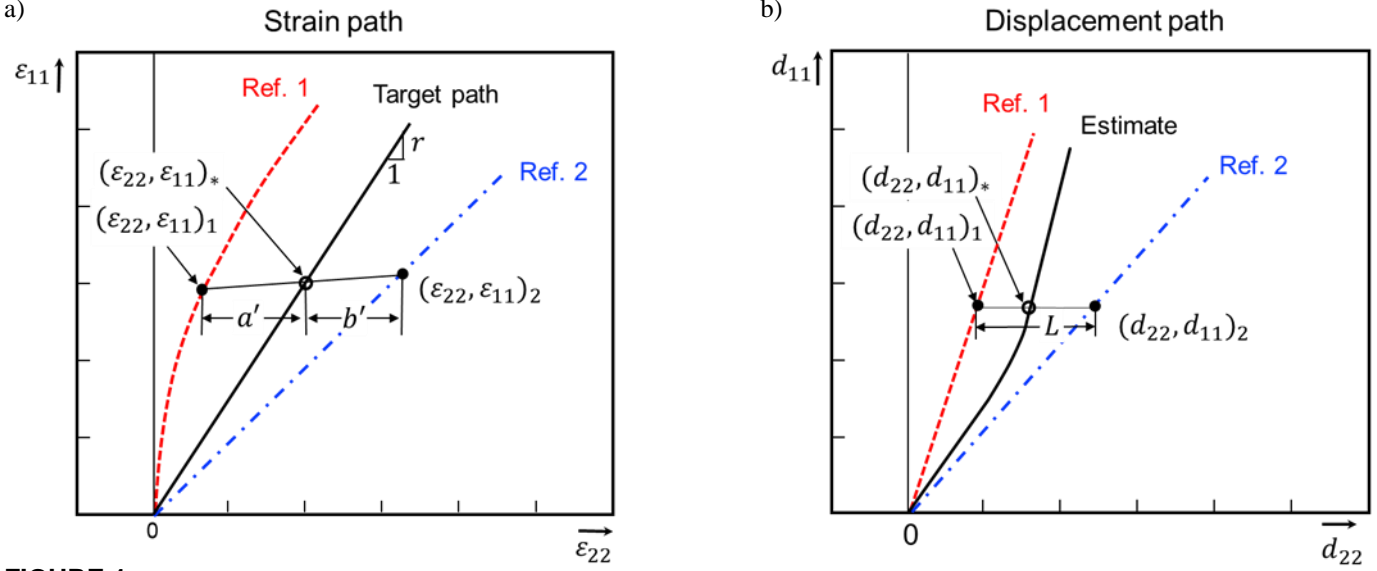 a)
Strain path
ε₁₁
Ref. 1
Target path
r
1
(ε₂₂, ε₁₁)*
Ref. 2
(ε₂₂, ε₁₁)₁
(ε₂₂, ε₁₁)₂
a′
b′
0
ε₂₂
b)
Displacement path
d₁₁
Ref. 1
Estimate
(d₂₂, d₁₁)*
Ref. 2
(d₂₂, d₁₁)₁
L
(d₂₂, d₁₁)₂
0
d₂₂